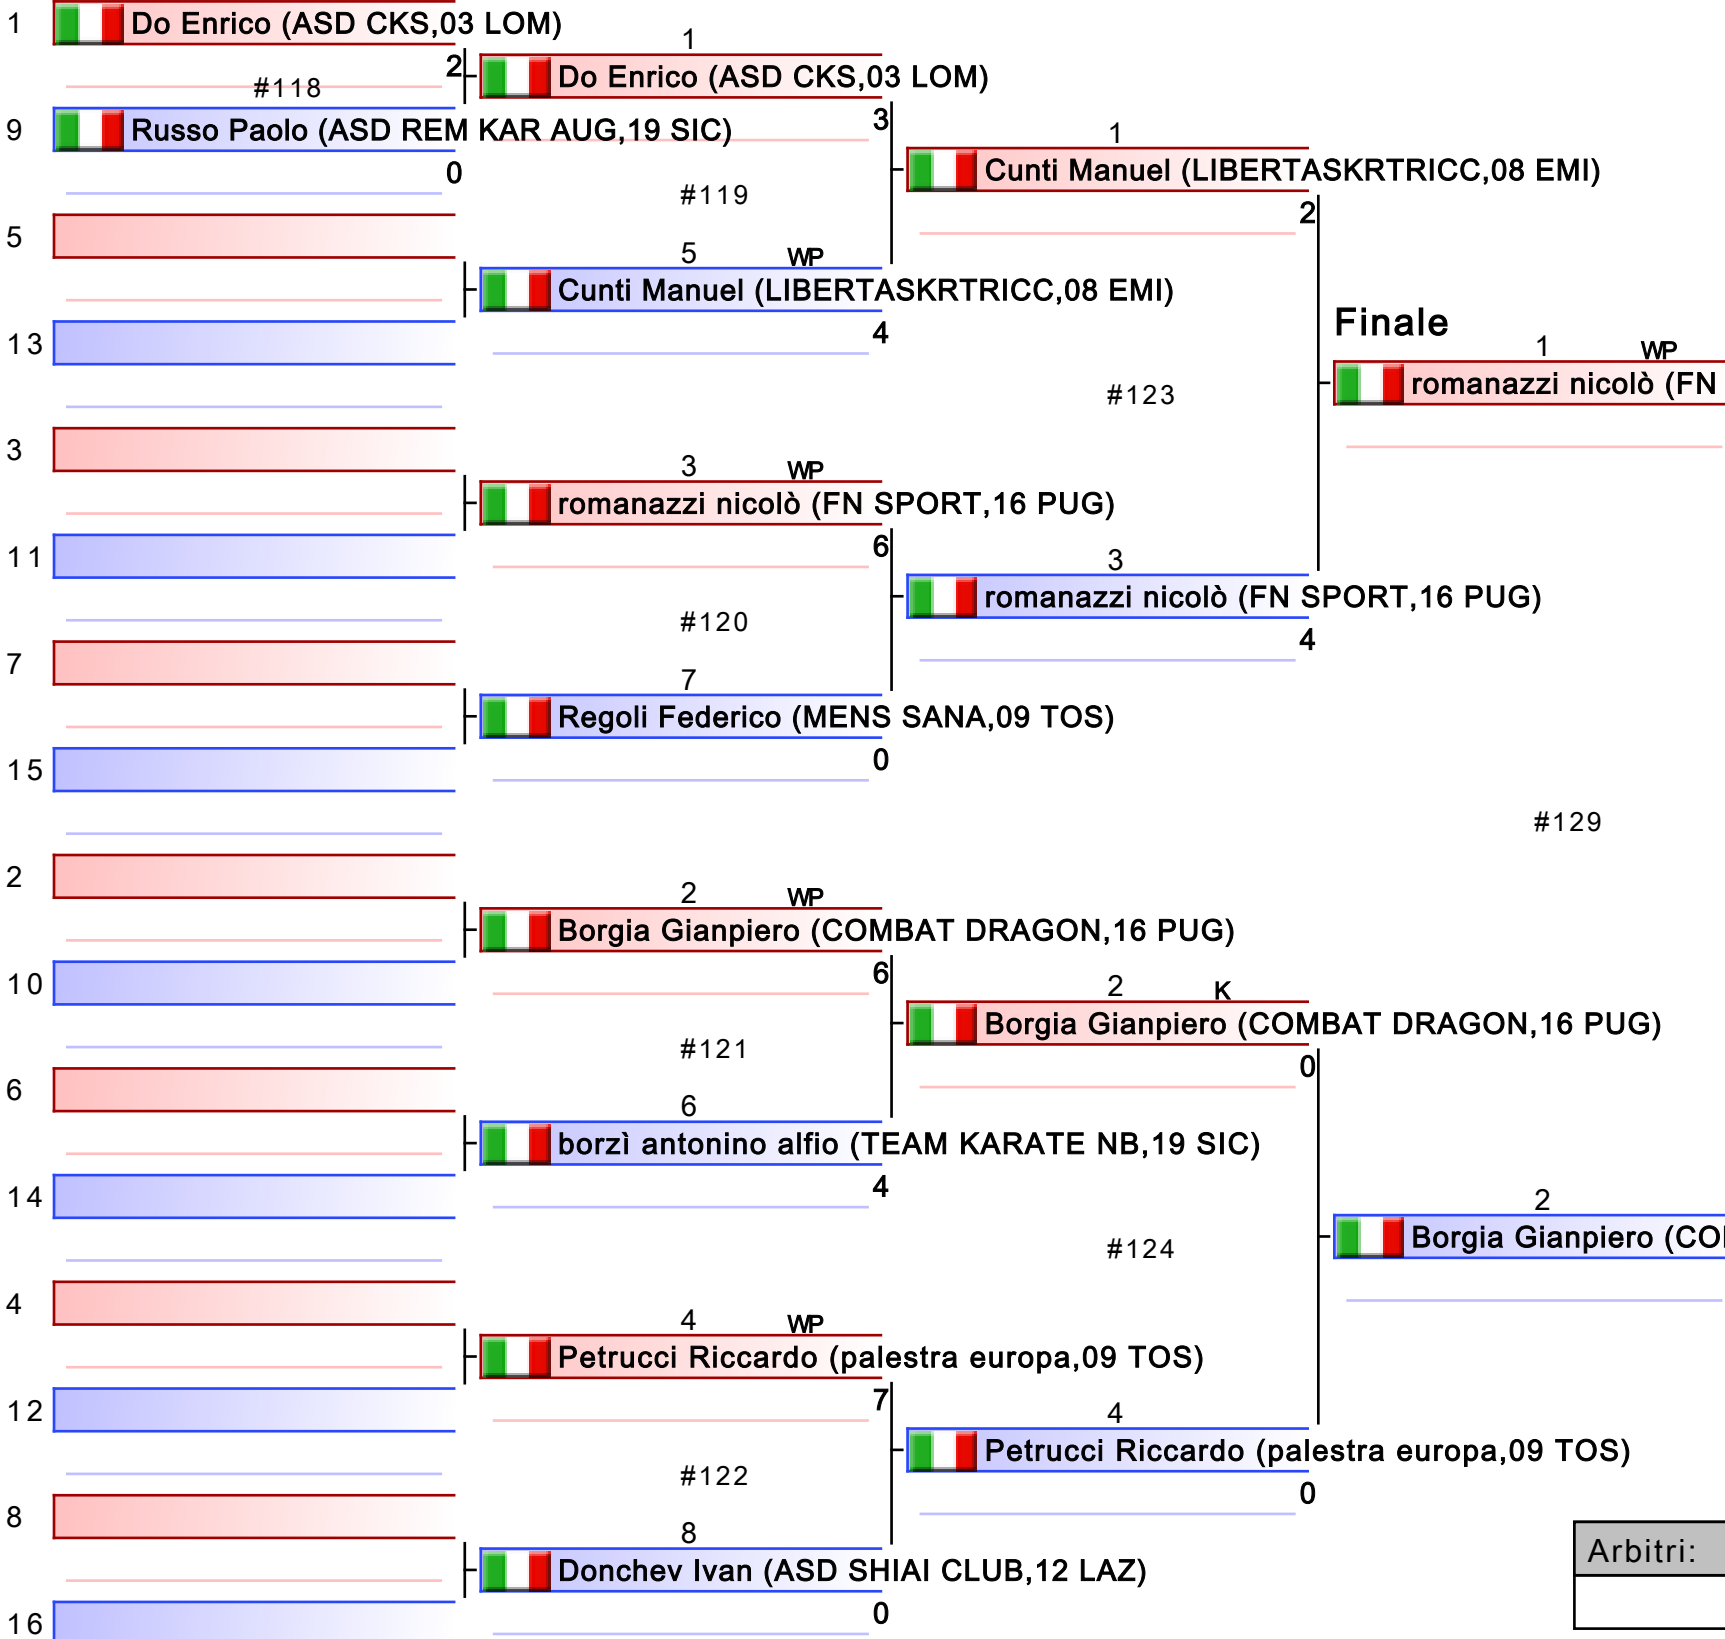 1 Do Enrico (ASD CKS,03 LOM)
2
1
Do Enrico (ASD CKS,03 LOM)
#118
9 Russo Paolo (ASD REM KAR AUG,19 SIC)
3
1
Cunti Manuel (LIBERTASKRTRICC,08 EMI)
0
#119
2
5
5 WP
Cunti Manuel (LIBERTASKRTRICC,08 EMI)
4
13
Finale
1 WP
romanazzi nicolò (FN
#123
3
3 WP
romanazzi nicolò (FN SPORT,16 PUG)
6
11
3
romanazzi nicolò (FN SPORT,16 PUG)
#120
4
7
7
Regoli Federico (MENS SANA,09 TOS)
0
15
#129
2
2 WP
Borgia Gianpiero (COMBAT DRAGON,16 PUG)
6
10
2 K
Borgia Gianpiero (COMBAT DRAGON,16 PUG)
#121
0
6
6
borzì antonino alfio (TEAM KARATE NB,19 SIC)
4
14
2
Borgia Gianpiero (CO
#124
4
4 WP
Petrucci Riccardo (palestra europa,09 TOS)
7
12
4
Petrucci Riccardo (palestra europa,09 TOS)
#122
0
8
8
Donchev Ivan (ASD SHIAI CLUB,12 LAZ)
0
Arbitri:
16